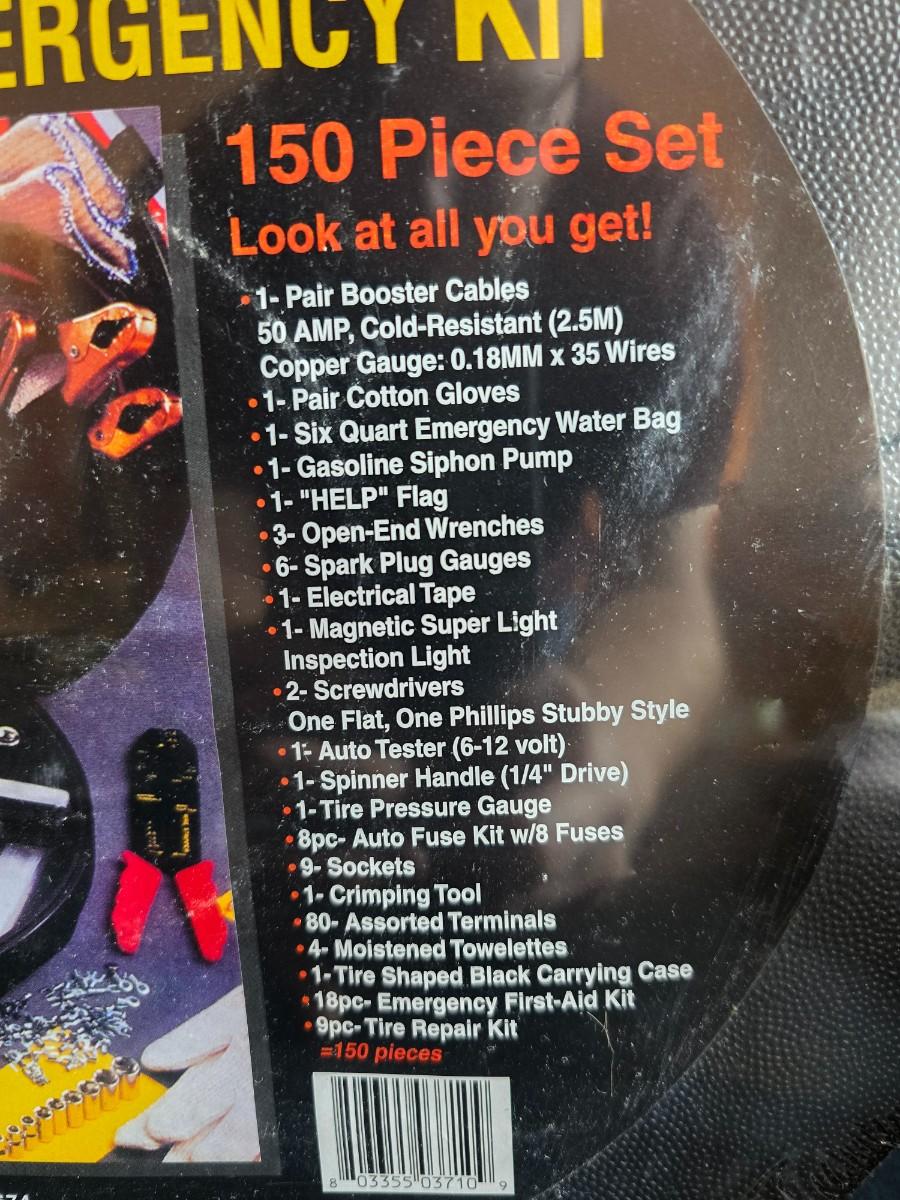 ERGENCY KIT
150 Piece Set
Look at all you get!
•1- Pair Booster Cables
50 AMP, Cold-Resistant (2.5M)
Copper Gauge: 0.18MM x 35 Wires
•1- Pair Cotton Gloves
•1- Six Quart Emergency Water Bag
•1- Gasoline Siphon Pump
•1- "HELP" Flag
•3- Open-End Wrenches
•6- Spark Plug Gauges
•1- Electrical Tape
•1- Magnetic Super Light
Inspection Light
•2- Screwdrivers
One Flat, One Phillips Stubby Style
•1- Auto Tester (6-12 volt)
•1- Spinner Handle (1/4" Drive)
•1- Tire Pressure Gauge
•8pc- Auto Fuse Kit w/8 Fuses
•9- Sockets
•1- Crimping Tool
•80- Assorted Terminals
•4- Moistened Towelettes
•1- Tire Shaped Black Carrying Case
•18pc- Emergency First-Aid Kit
•9pc- Tire Repair Kit
=150 pieces
8 03355 03710 9